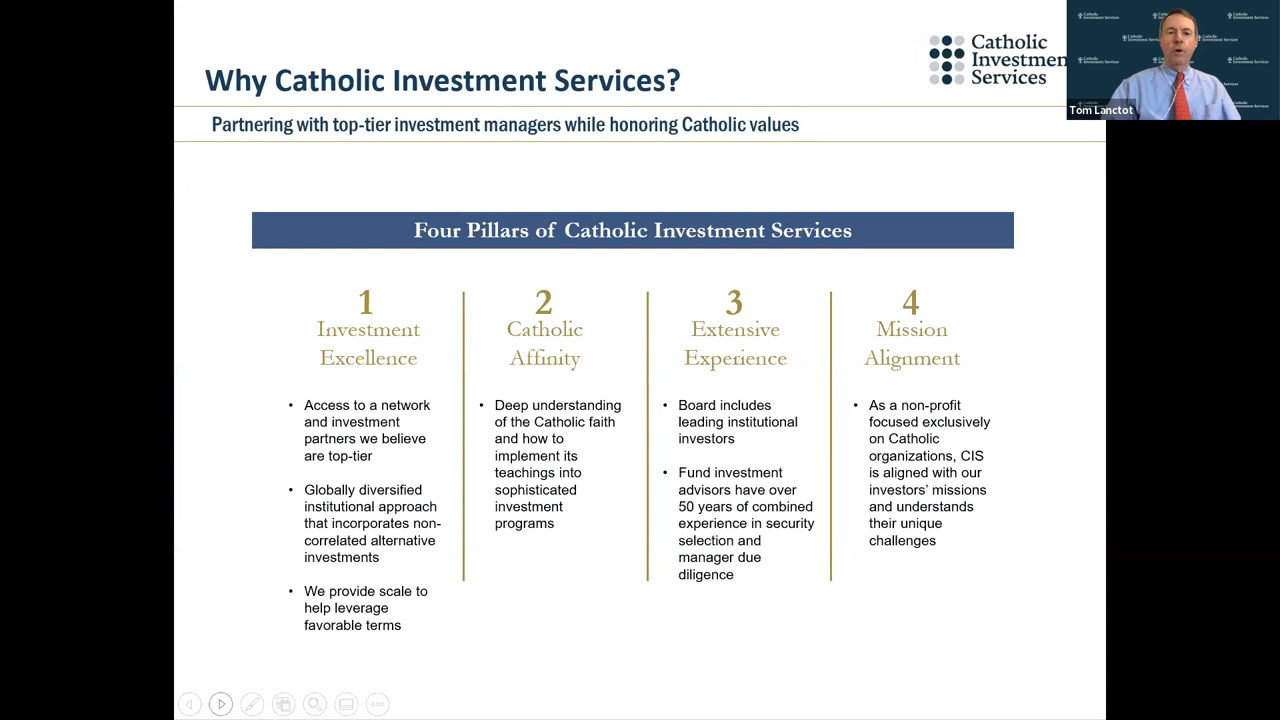 Why Catholic Investment Services?
Catholic
Investmen
Services
Partnering with top-tier investment managers while honoring Catholic values
Tom Lanctot
Four Pillars of Catholic Investment Services
1
Investment
Excellence
• Access to a network
and investment
partners we believe
are top-tier
• Globally diversified
institutional approach
that incorporates non-
correlated alternative
investments
• We provide scale to
help leverage
favorable terms
2
Catholic
Affinity
• Deep understanding
of the Catholic faith
and how to
implement its
teachings into
sophisticated
investment
programs
3
Extensive
Experience
• Board includes
leading institutional
investors
• Fund investment
advisors have over
50 years of combined
experience in security
selection and
manager due
diligence
4
Mission
Alignment
• As a non-profit
focused exclusively
on Catholic
organizations, CIS
is aligned with our
investors’ missions
and understands
their unique
challenges